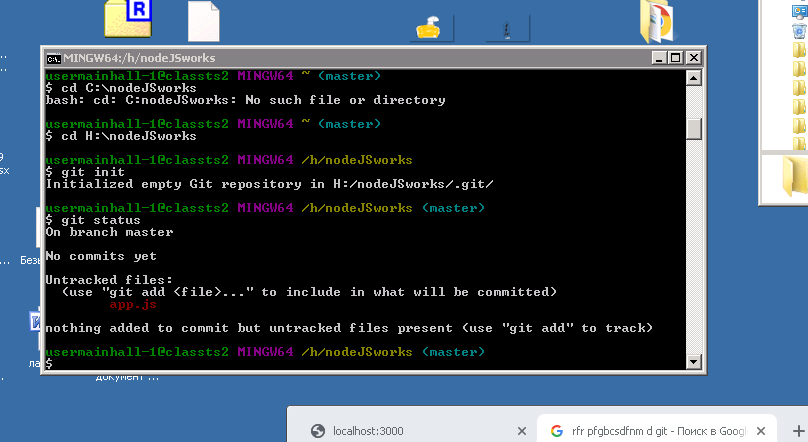 R
MINGW64:/h/nodeJSworks
usermainhall-1@classts2 MINGW64 ~ (master)
$ cd C:\nodeJSworks
bash: cd: C:nodeJSworks: No such file or directory
usermainhall-1@classts2 MINGW64 ~ (master)
$ cd H:\nodeJSworks
usermainhall-1@classts2 MINGW64 /h/nodeJSworks
$ git init
Initialized empty Git repository in H:/nodeJSworks/.git/
usermainhall-1@classts2 MINGW64 /h/nodeJSworks (master)
$ git status
On branch master
No commits yet
Untracked files:
(use "git add <file>..." to include in what will be committed)
app.js
nothing added to commit but untracked files present (use "git add" to track)
usermainhall-1@classts2 MINGW64 /h/nodeJSworks (master)
$
документ ...
localhost:3000
rfr pfgbcsdfnm d git - Поиск в Googl